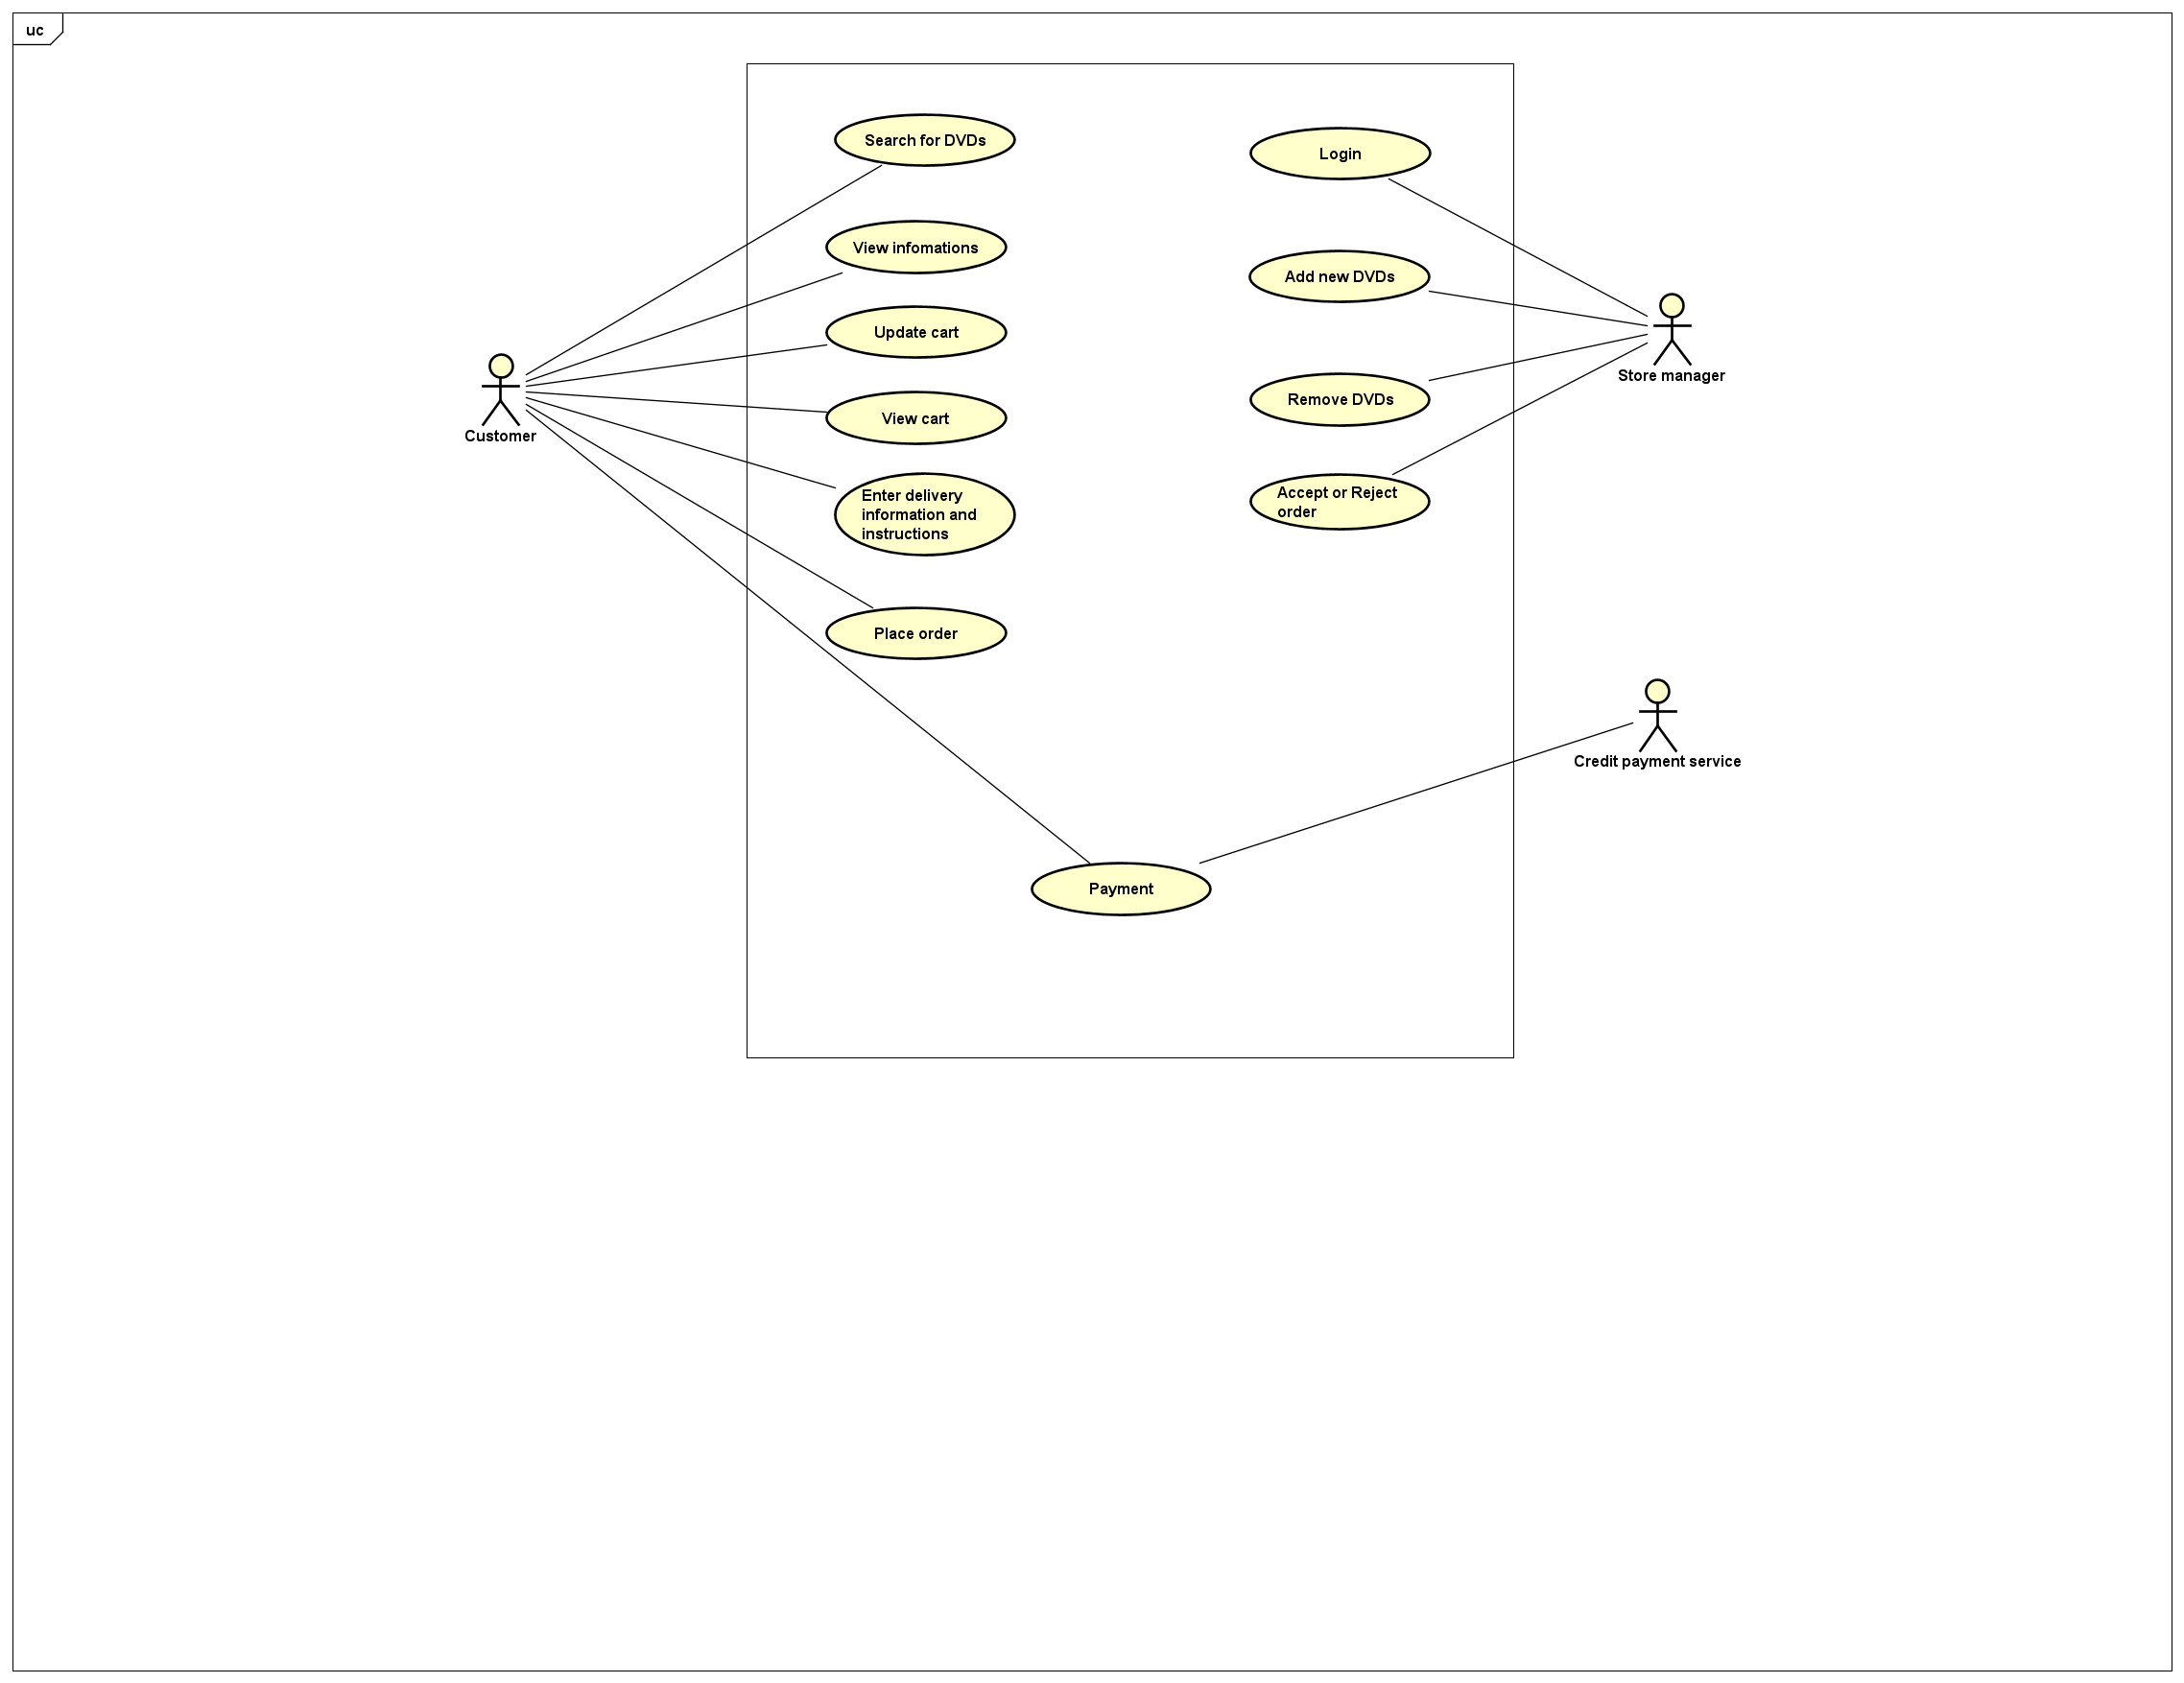 uc
Search for DVDs
Login
View infomations
Add new DVDs
Update cart
Store manager
Remove DVDs
View cart
Customer
Enter delivery
information and
instructions
Accept or Reject
order
Place order
Credit payment service
Payment